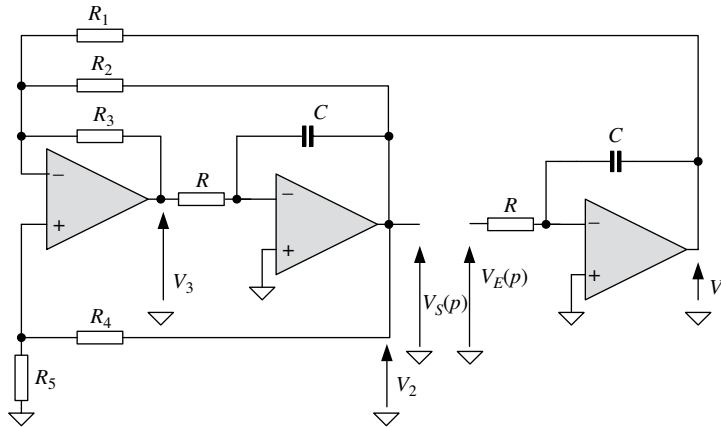 R1
R2
R3
C
C
−
R
−
R
−
+
+
+
V3
VS(p)
VE(p)
V
R4
R5
V2